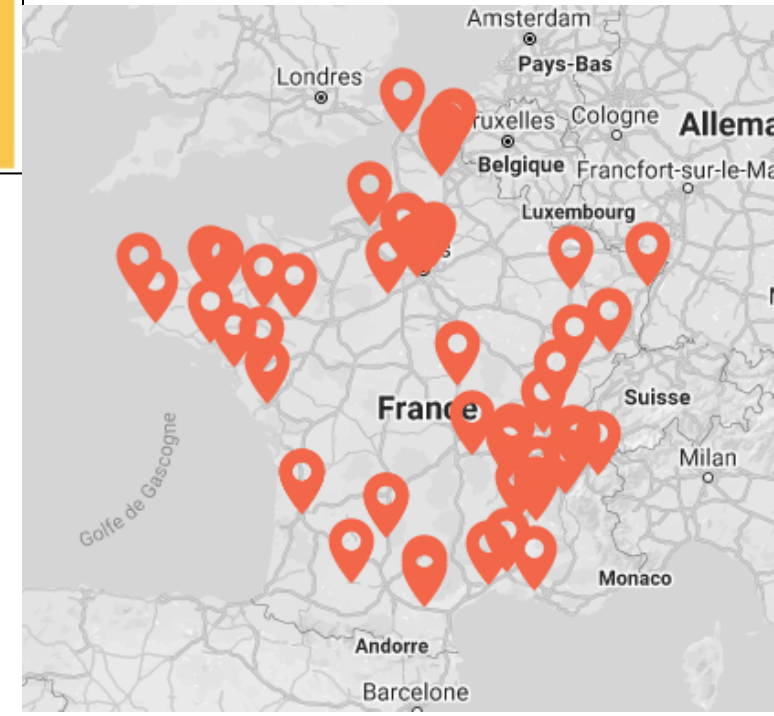 Amsterdam
Pays-Bas
Londres
Cologne
Allema
ruxelles
Belgique
Francfort-sur-le-Ma
Luxembourg
s
France
Suisse
Milan
Golfe de Gascogne
Monaco
Andorre
Barcelone